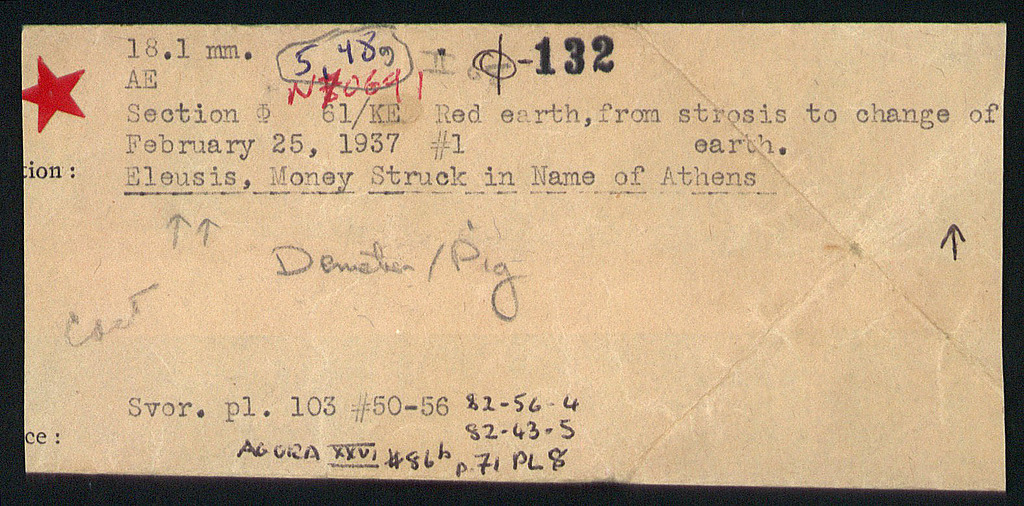 18.1 mm. 5,48g II Φ-132
AE N
Section Φ 61/KE Red earth, from strosis to change of
February 25, 1937 #1 earth.
tion: Eleusis, Money Struck in Name of Athens
↑↑ ↑
Demeter / Pig
Cast
Svor. pl. 103 #50-56 82-56-4
82-43-5
ce: AGORA XXVI #86b p.71 PL 8